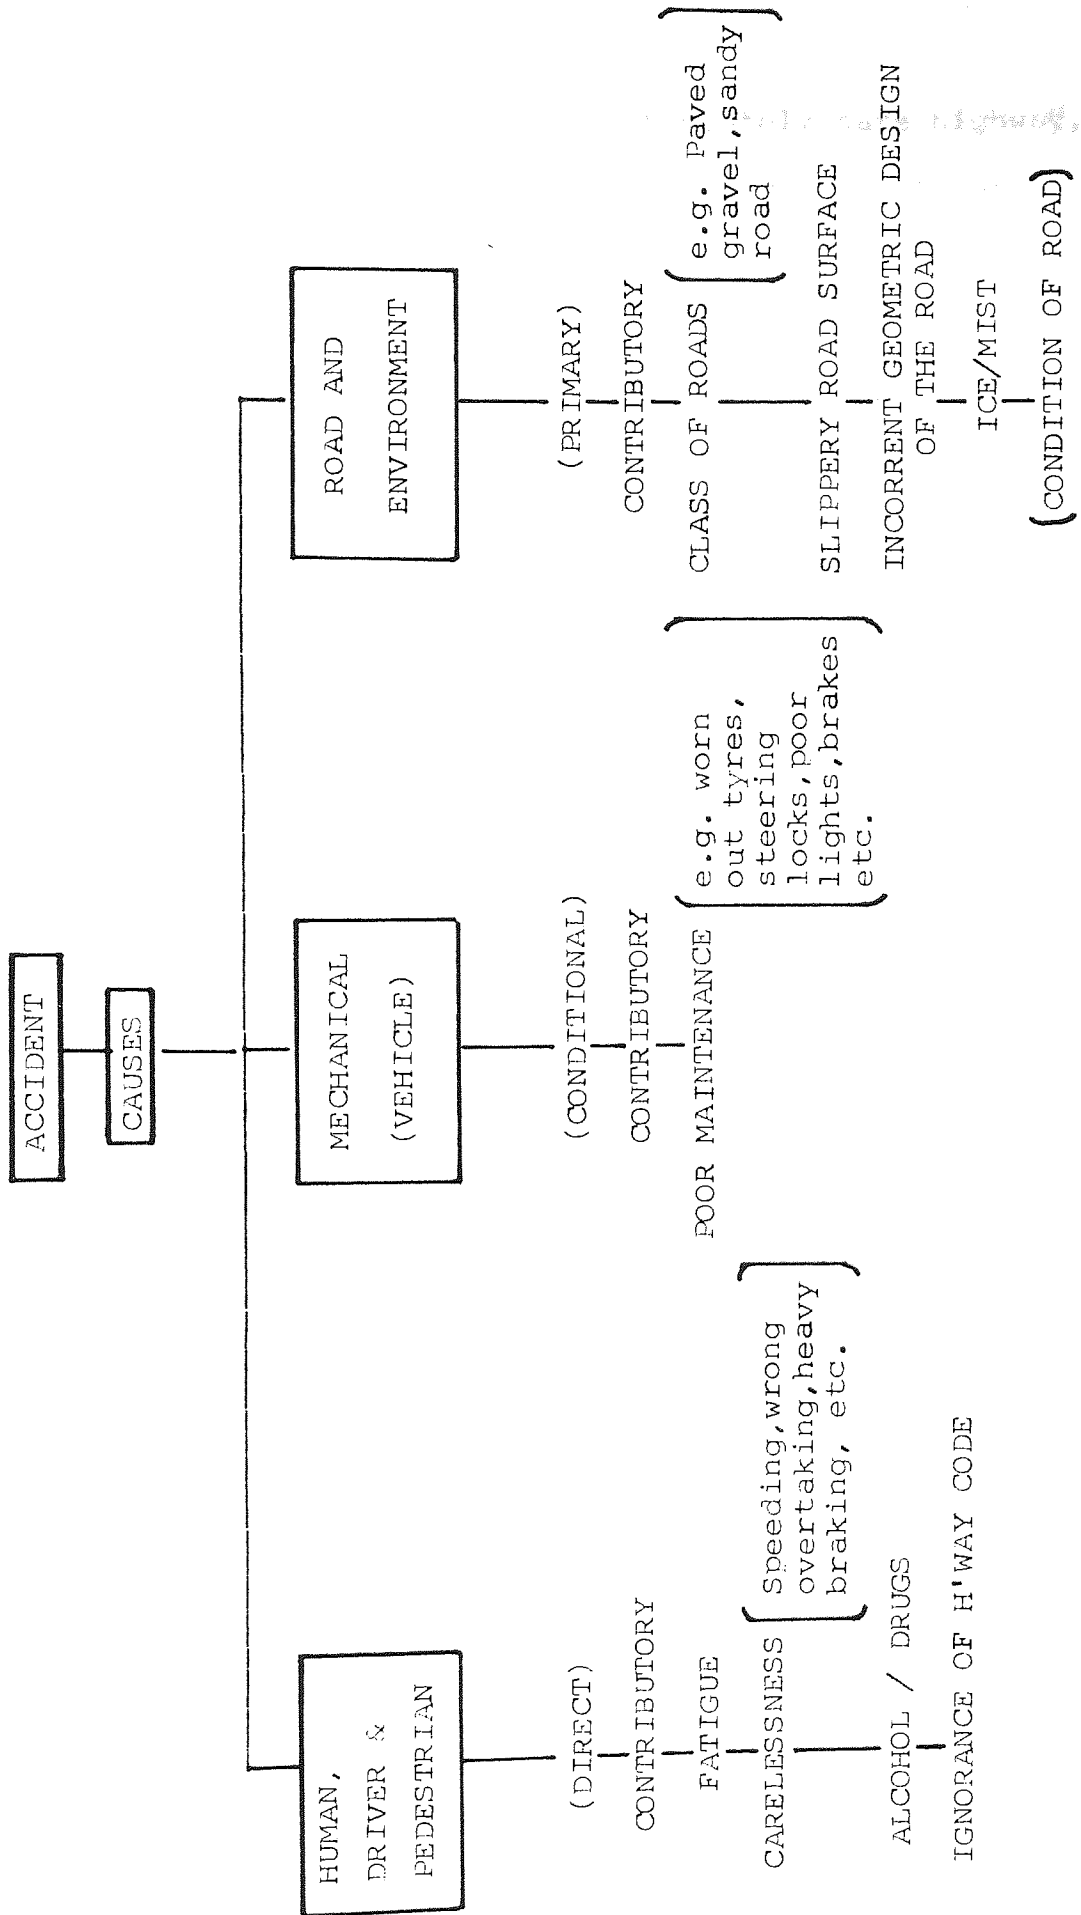 ACCIDENT
CAUSES
HUMAN,
DRIVER &
PEDESTRIAN
(DIRECT)
CONTRIBUTORY
FATIGUE
CARELESSNESS
Speeding,wrong
overtaking,heavy
braking, etc.
ALCOHOL / DRUGS
IGNORANCE OF H'WAY CODE
MECHANICAL
(VEHICLE)
(CONDITIONAL)
CONTRIBUTORY
POOR MAINTENANCE
e.g. worn
out tyres,
steering
locks,poor
lights,brakes
etc.
ROAD AND
ENVIRONMENT
(PRIMARY)
CONTRIBUTORY
CLASS OF ROADS
e.g. Paved
gravel,sandy
road
SLIPPERY ROAD SURFACE
INCORRENT GEOMETRIC DESIGN
OF THE ROAD
ICE/MIST
(CONDITION OF ROAD)
highway,